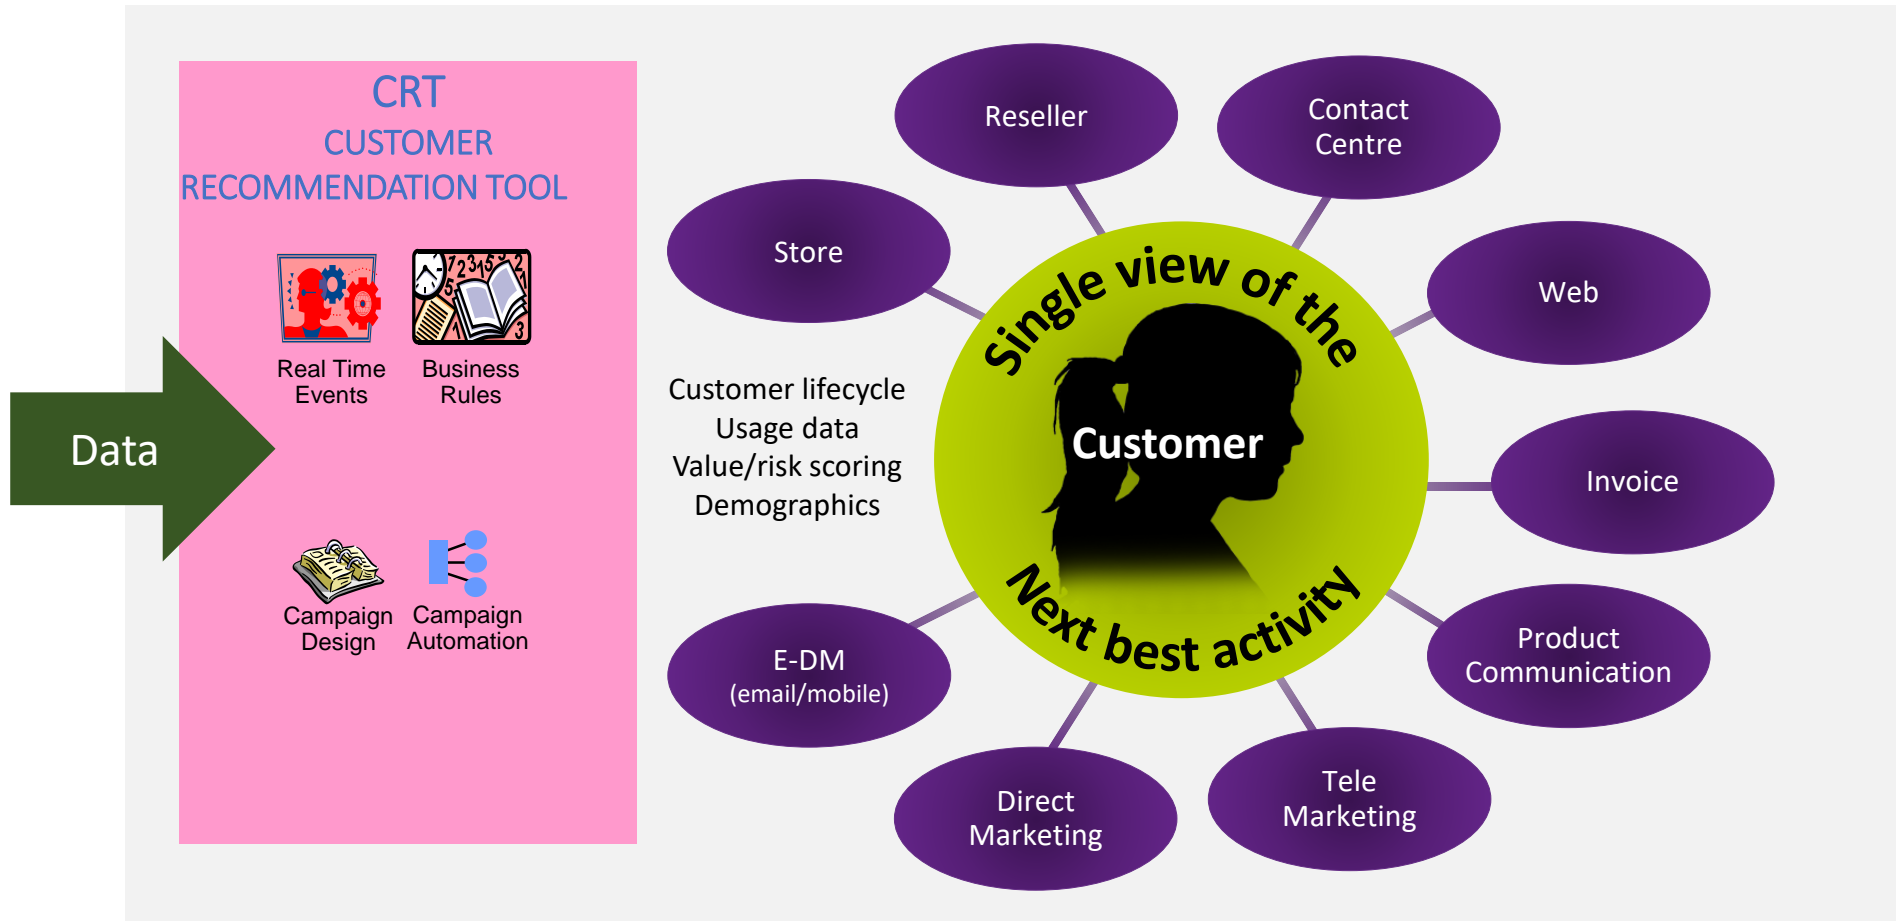 CRT
CUSTOMER
RECOMMENDATION TOOL
Real Time
Events
Business
Rules
Data
Campaign
Design
Campaign
Automation
Customer lifecycle
Usage data
Value/risk scoring
Demographics
Single view of the
Customer
Next best activity
Store
Reseller
Contact
Centre
Web
Invoice
Product
Communication
Tele
Marketing
Direct
Marketing
E-DM
(email/mobile)